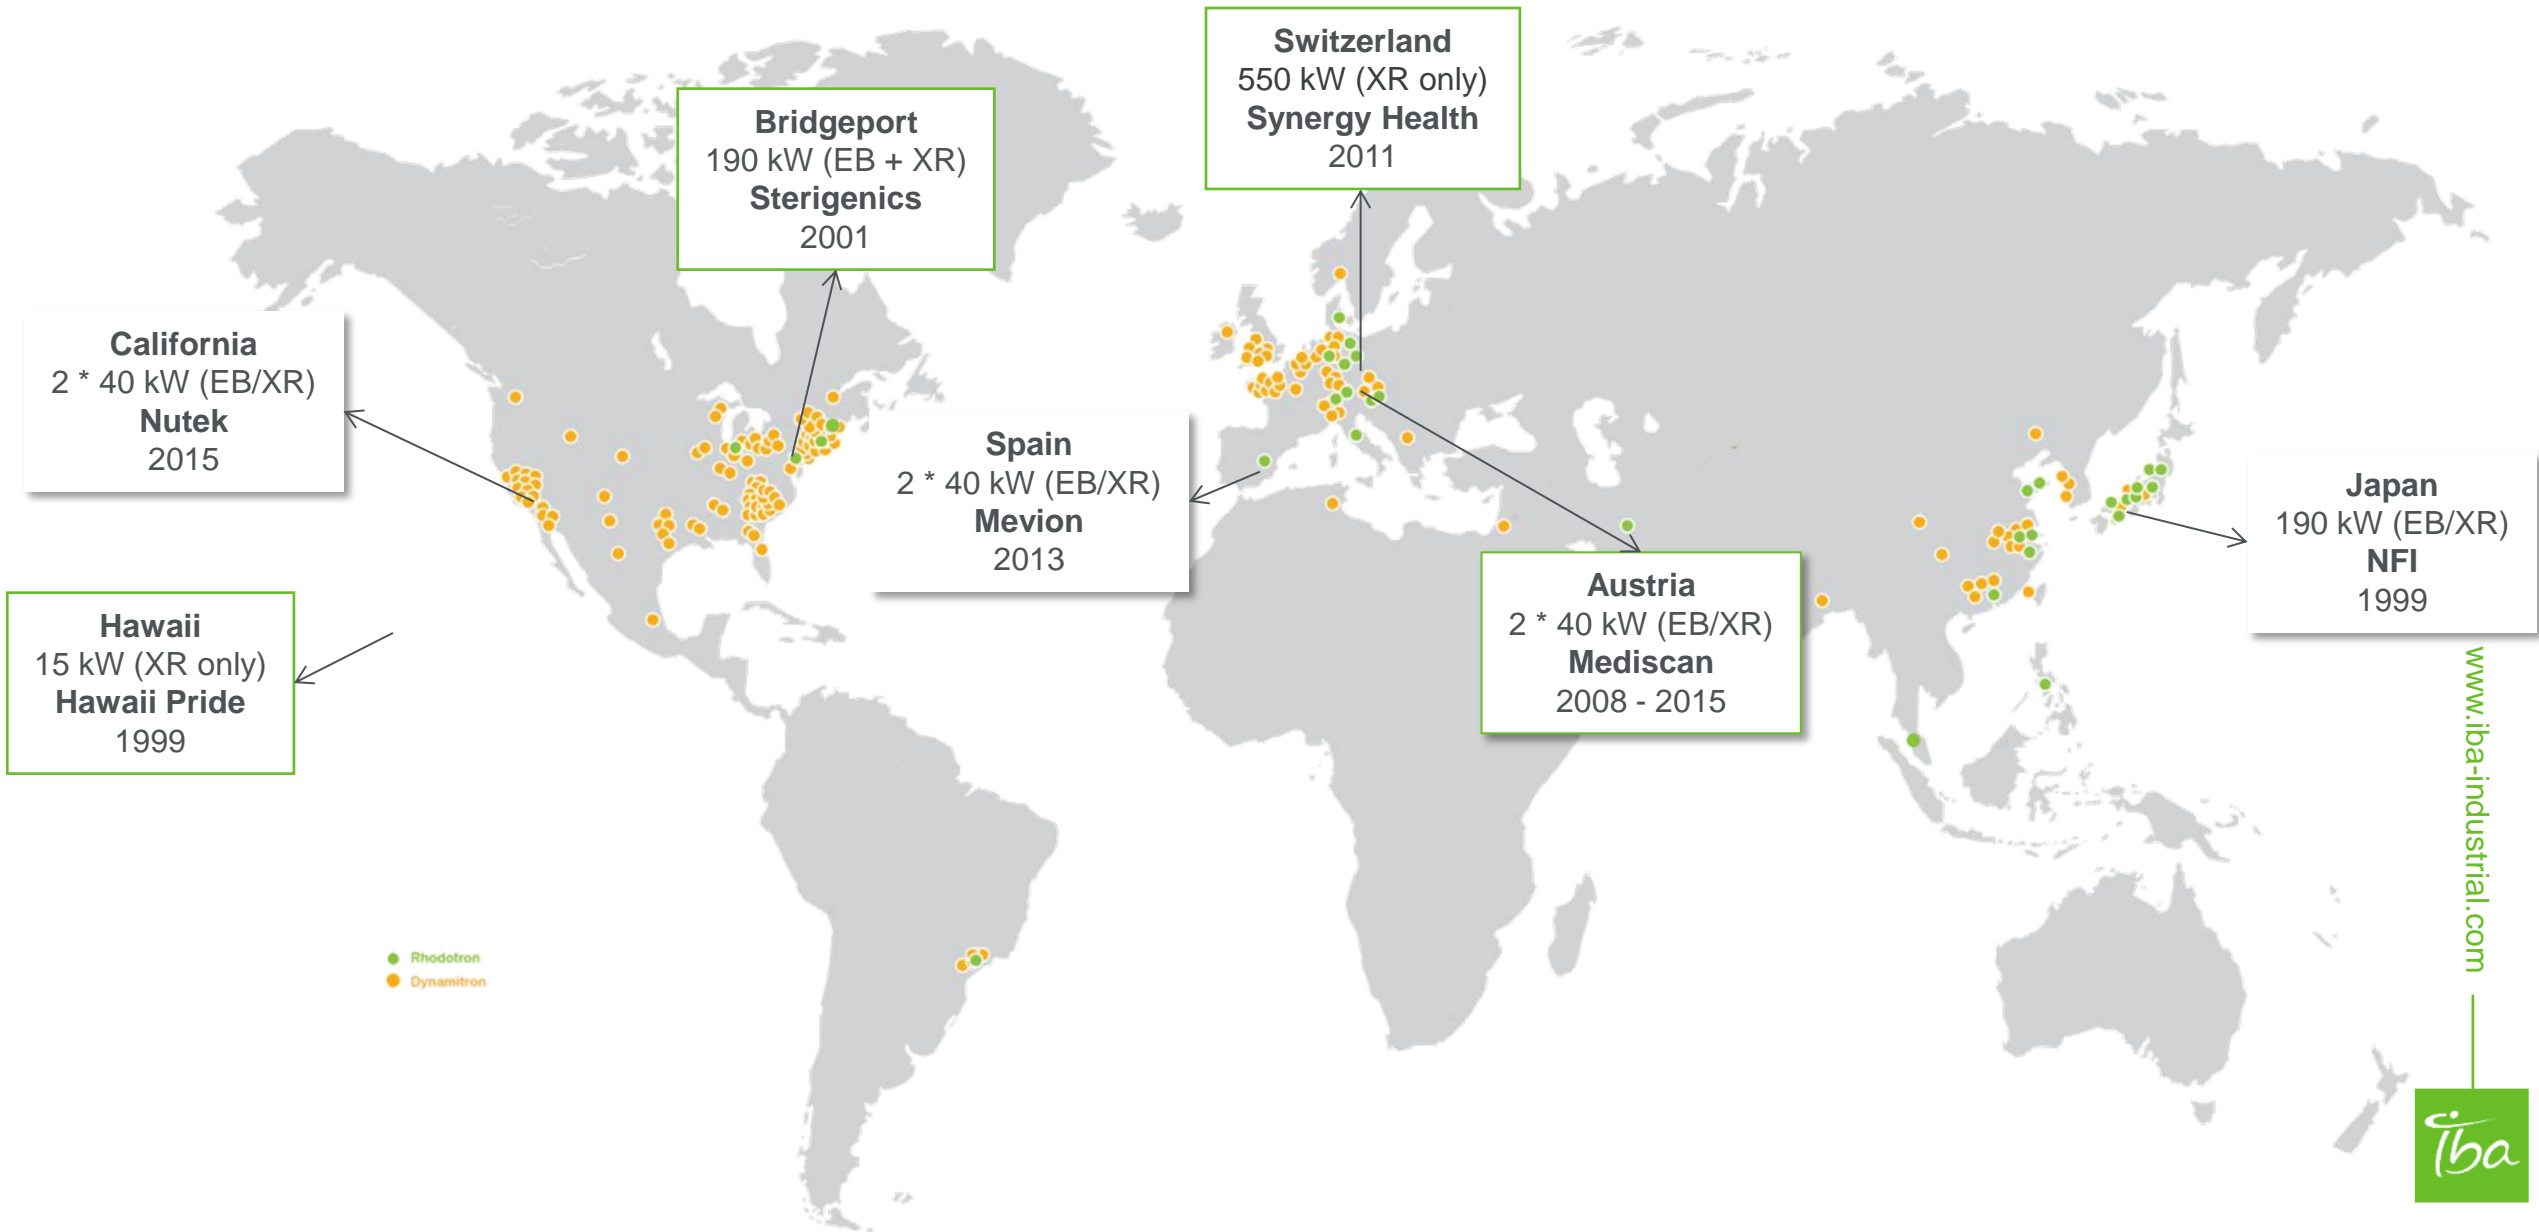 Switzerland
550 kW (XR only)
Synergy Health
2011
Bridgeport
190 kW (EB + XR)
Sterigenics
2001
California
2 * 40 kW (EB/XR)
Nutek
2015
Spain
2 * 40 kW (EB/XR)
Mevion
2013
Japan
190 kW (EB/XR)
NFI
1999
Austria
2 * 40 kW (EB/XR)
Mediscan
2008 - 2015
Hawaii
15 kW (XR only)
Hawaii Pride
1999
Rhodotron
Dynamitron
www.iba-industrial.com
iba